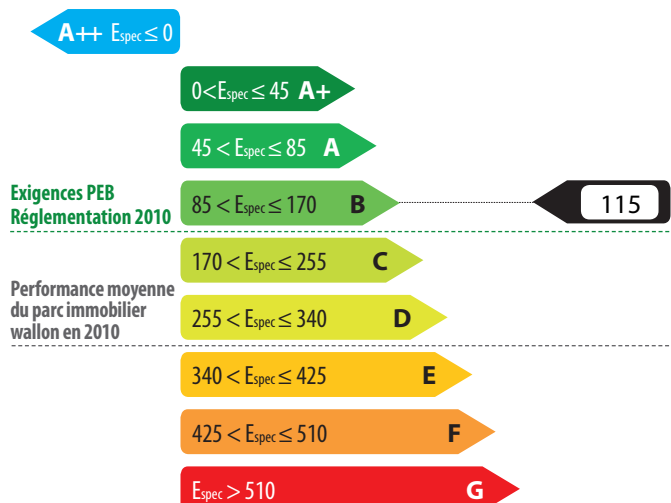 A++ Espec ≤ 0
0<Espec ≤ 45 A+
45 < Espec ≤ 85 A
Exigences PEB
Réglementation 2010
85 < Espec ≤ 170 B
115
170 < Espec ≤ 255 C
Performance moyenne
du parc immobilier
wallon en 2010
255 < Espec ≤ 340 D
340 < Espec ≤ 425 E
425 < Espec ≤ 510 F
Espec > 510 G